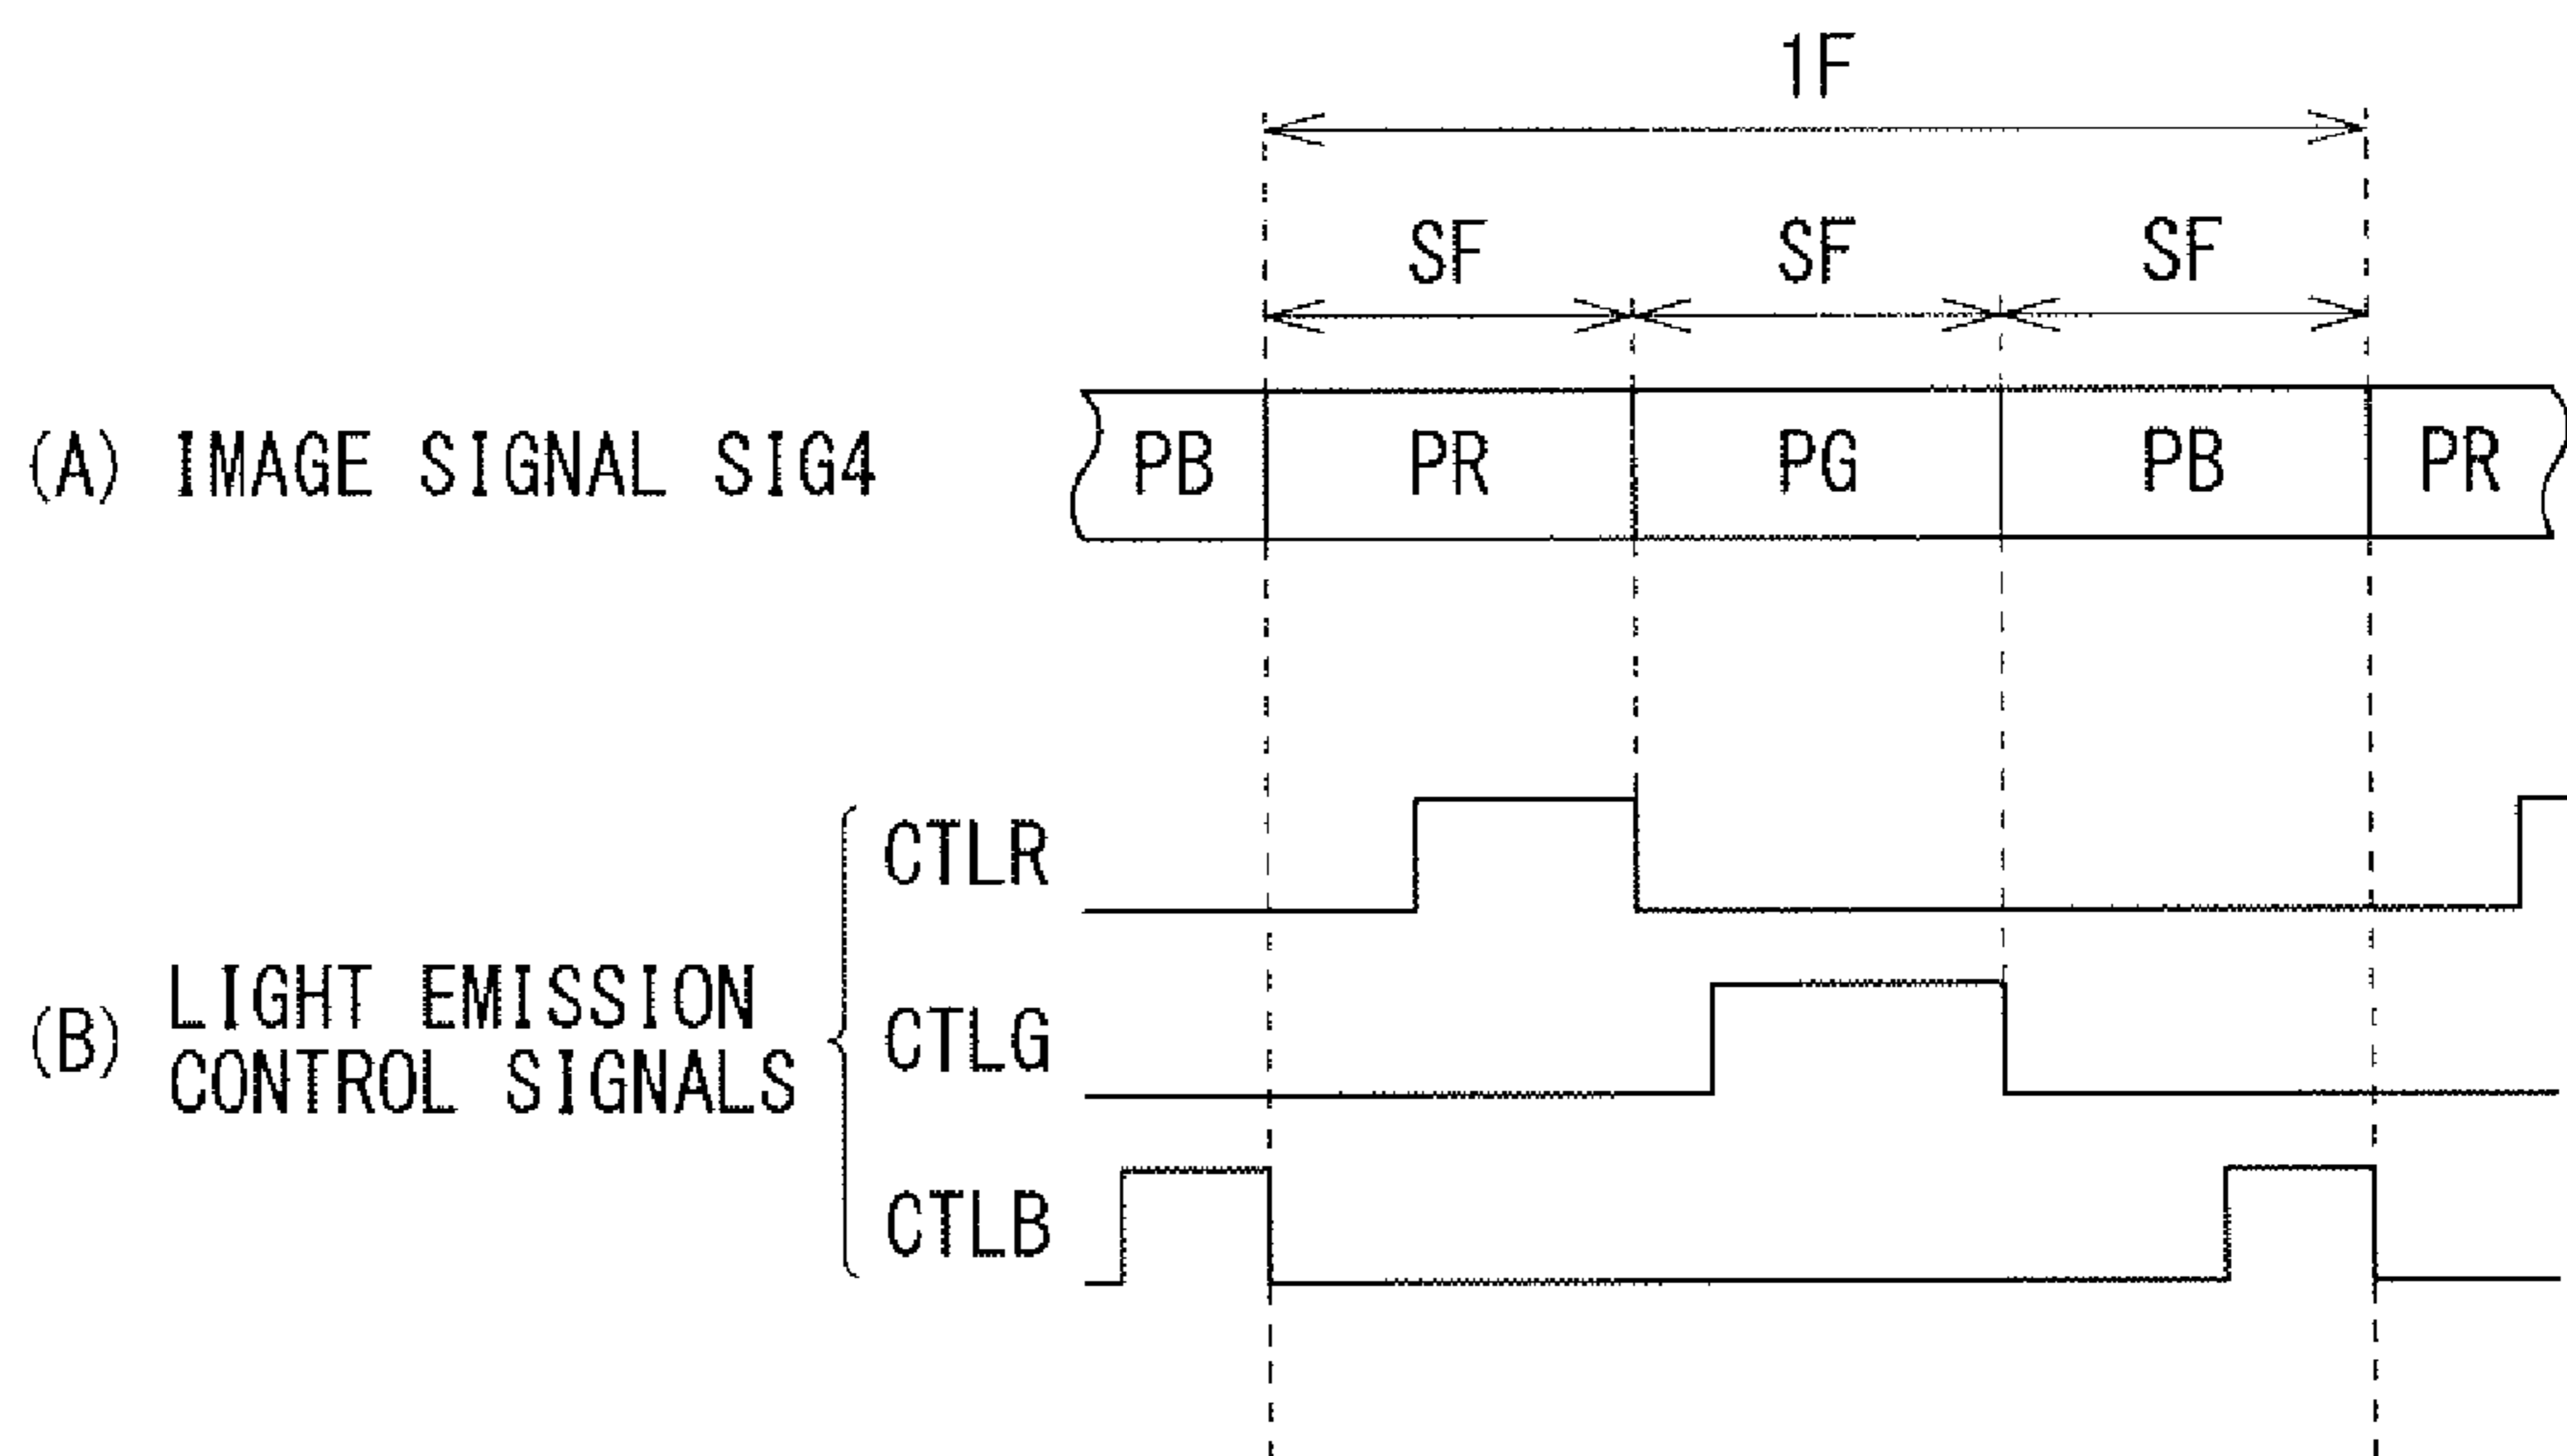 1F
SF SF SF
(A) IMAGE SIGNAL SIG4 PB PR PG PB PR
CTLR
(B) LIGHT EMISSION
CONTROL SIGNALS
CTLG
CTLB